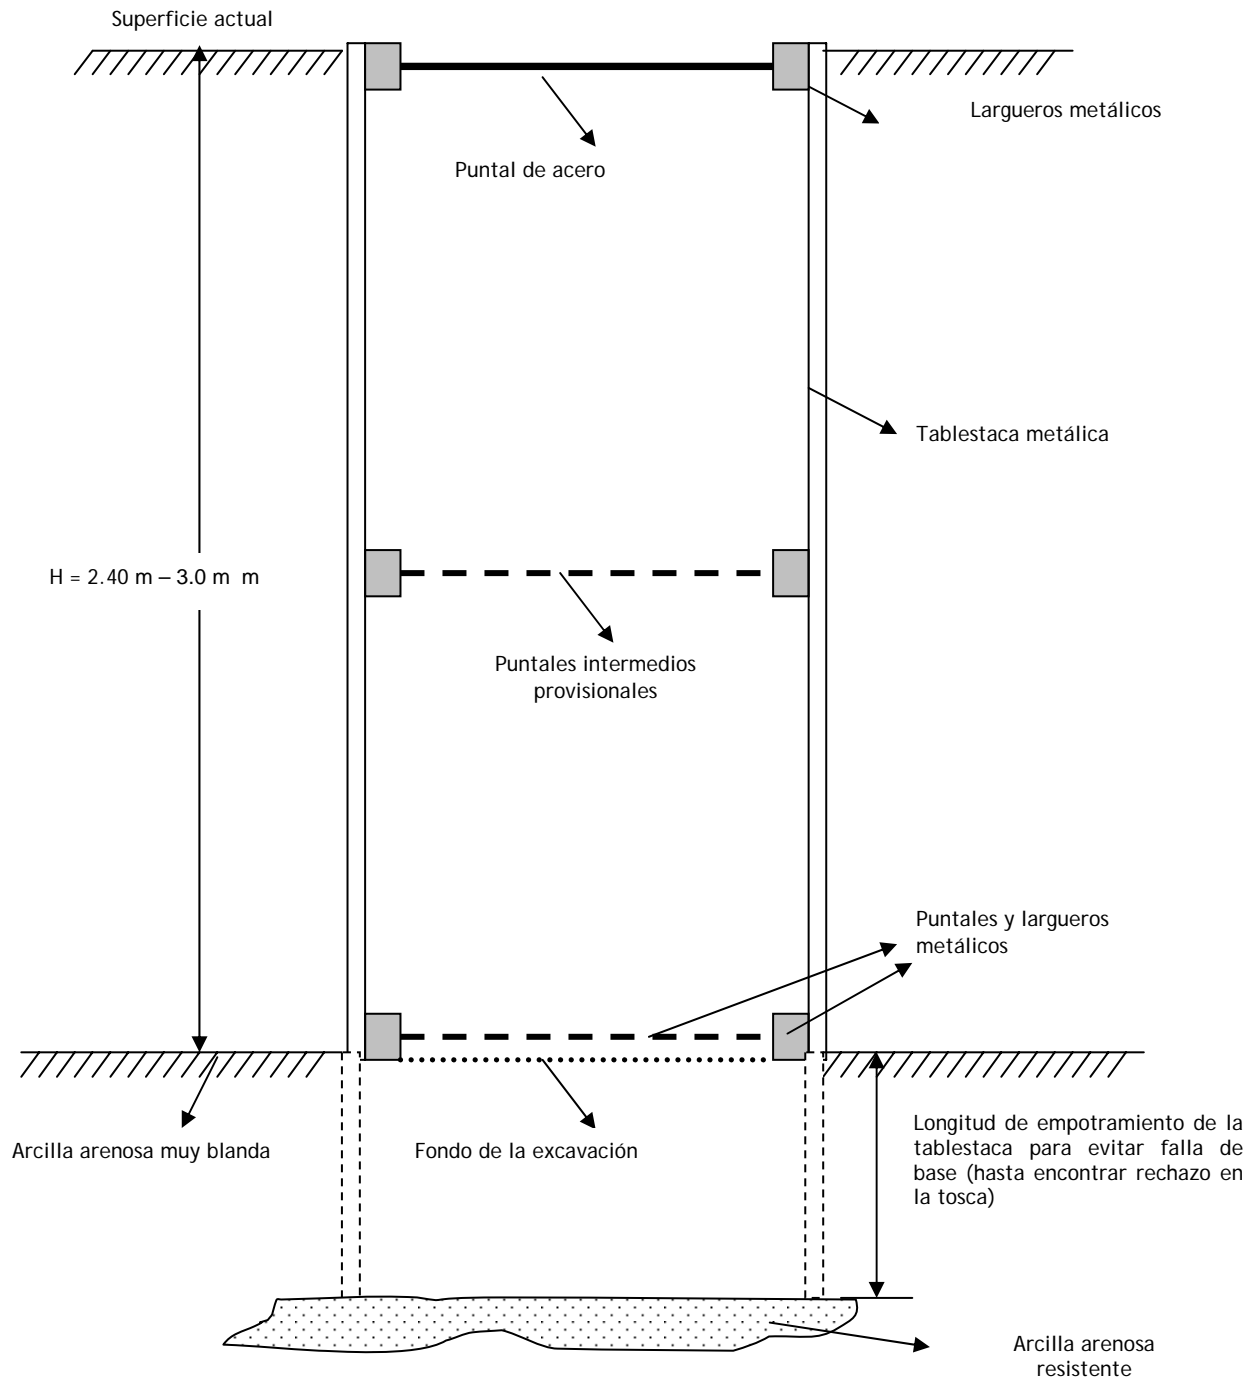 Superficie actual
Largueros metálicos
Puntal de acero
Tablestaca metálica
H = 2.40 m – 3.0 m m
Puntales intermedios
provisionales
Puntales y largueros
metálicos
Arcilla arenosa muy blanda
Fondo de la excavación
Longitud de empotramiento de la
tablestaca para evitar falla de
base (hasta encontrar rechazo en
la tosca)
Arcilla arenosa
resistente